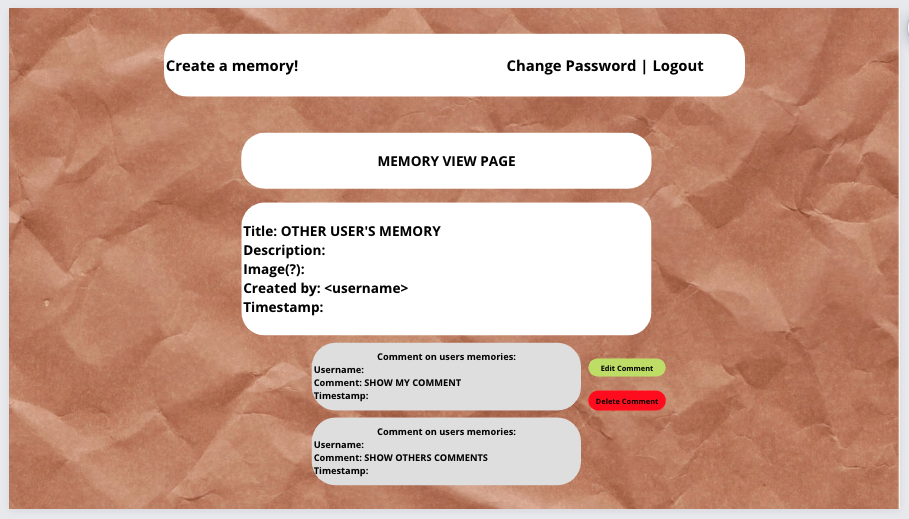 Create a memory! Change Password | Logout
MEMORY VIEW PAGE
Title: OTHER USER'S MEMORY
Description:
Image(?):
Created by: <username>
Timestamp:
Comment on users memories:
Username:
Comment: SHOW MY COMMENT
Timestamp:
Edit Comment
Delete Comment
Comment on users memories:
Username:
Comment: SHOW OTHERS COMMENTS
Timestamp: